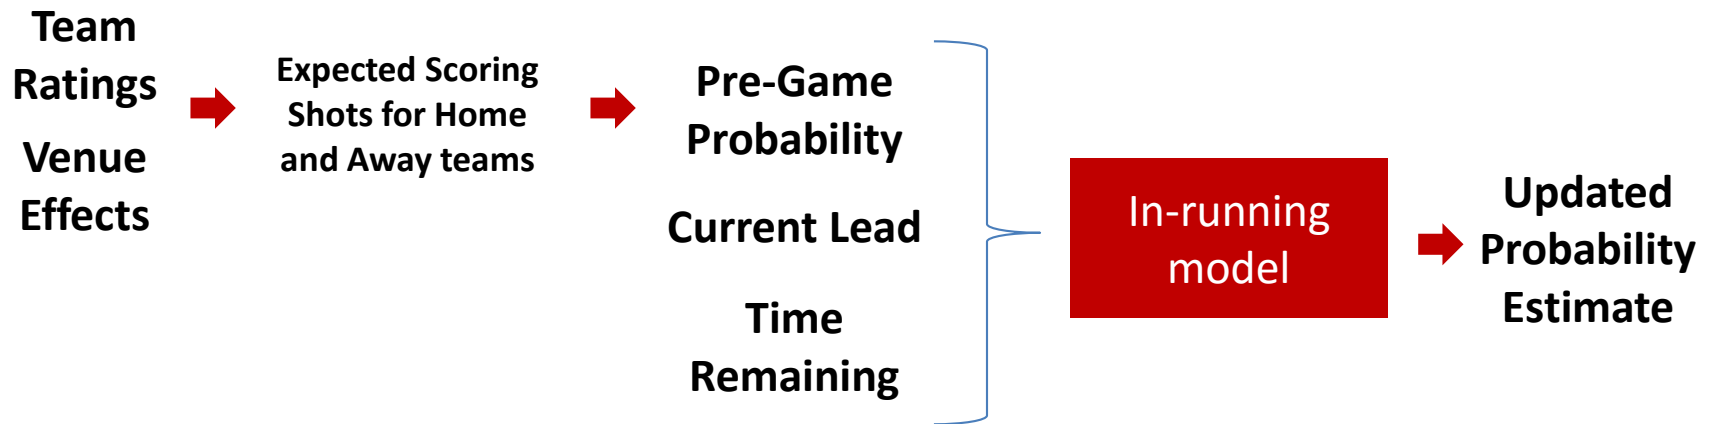 Team
Ratings
Venue
Effects
Expected Scoring
Shots for Home
and Away teams
Pre-Game
Probability
Current Lead
Time
Remaining
In-running
model
Updated
Probability
Estimate